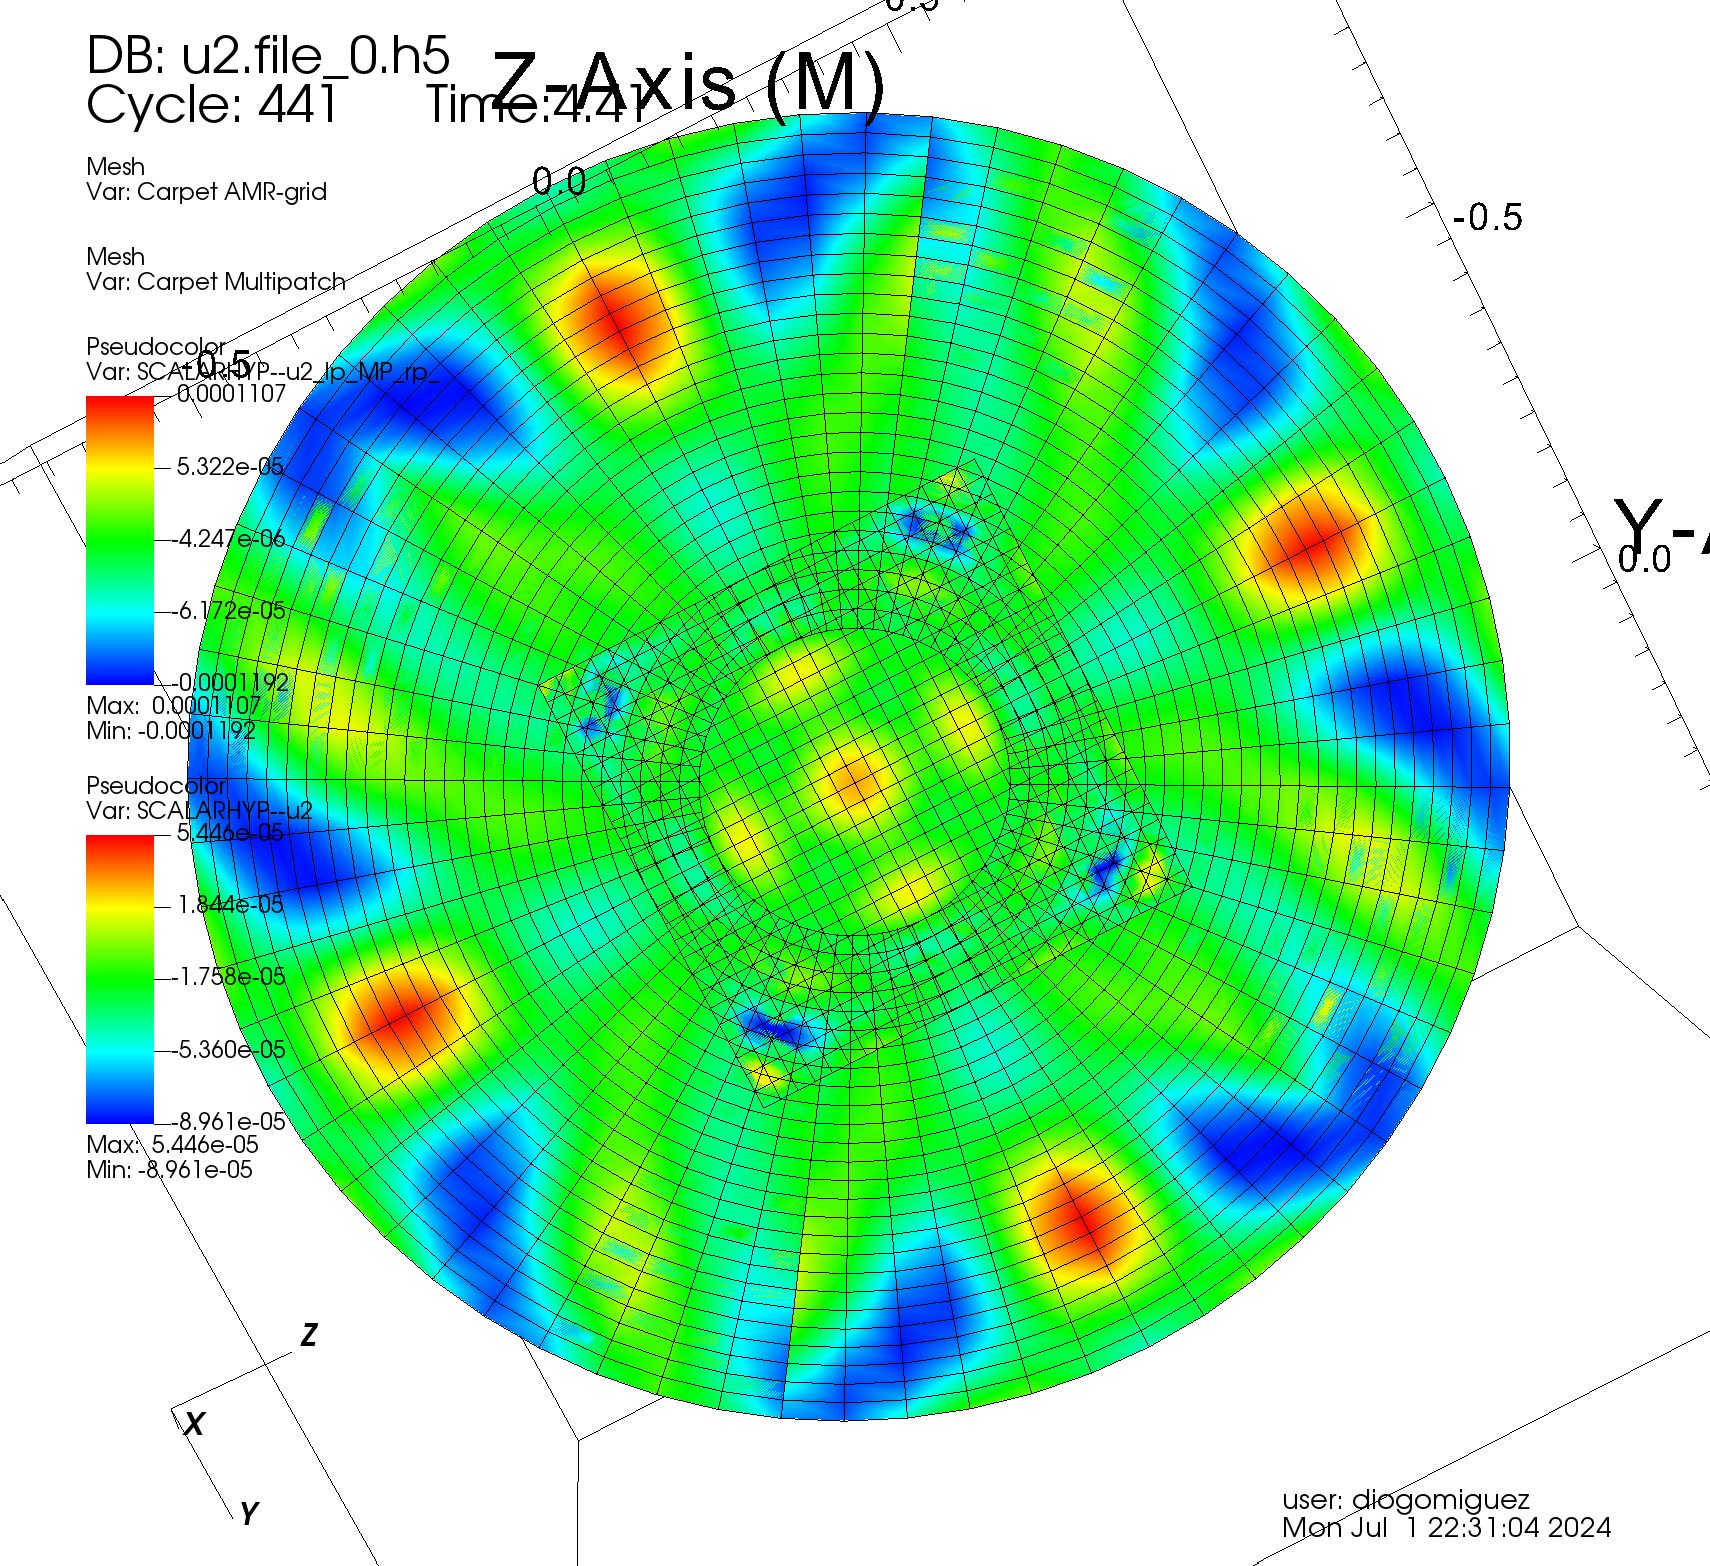 0.5
DB: u2.file_0.h5
Z-Axis (M)
Cycle: 441 Time:4.41
Mesh
Var: Carpet AMR-grid
0.0
-0.5
Mesh
Var: Carpet Multipatch
Pseudocolor
-0.5
Var: SCALARHYP--u2_lp_MP_rp_
0.0001107
5.322e-05
-4.247e-06
-6.172e-05
-0.0001192
Max: 0.0001107
Min: -0.0001192
Y-A
0.0
Pseudocolor
Var: SCALARHYP--u2
5.446e-05
1.844e-05
-1.758e-05
-5.360e-05
-8.961e-05
Max: 5.446e-05
Min: -8.961e-05
Z
X
Y
user: diogomiguez
Mon Jul 1 22:31:04 2024